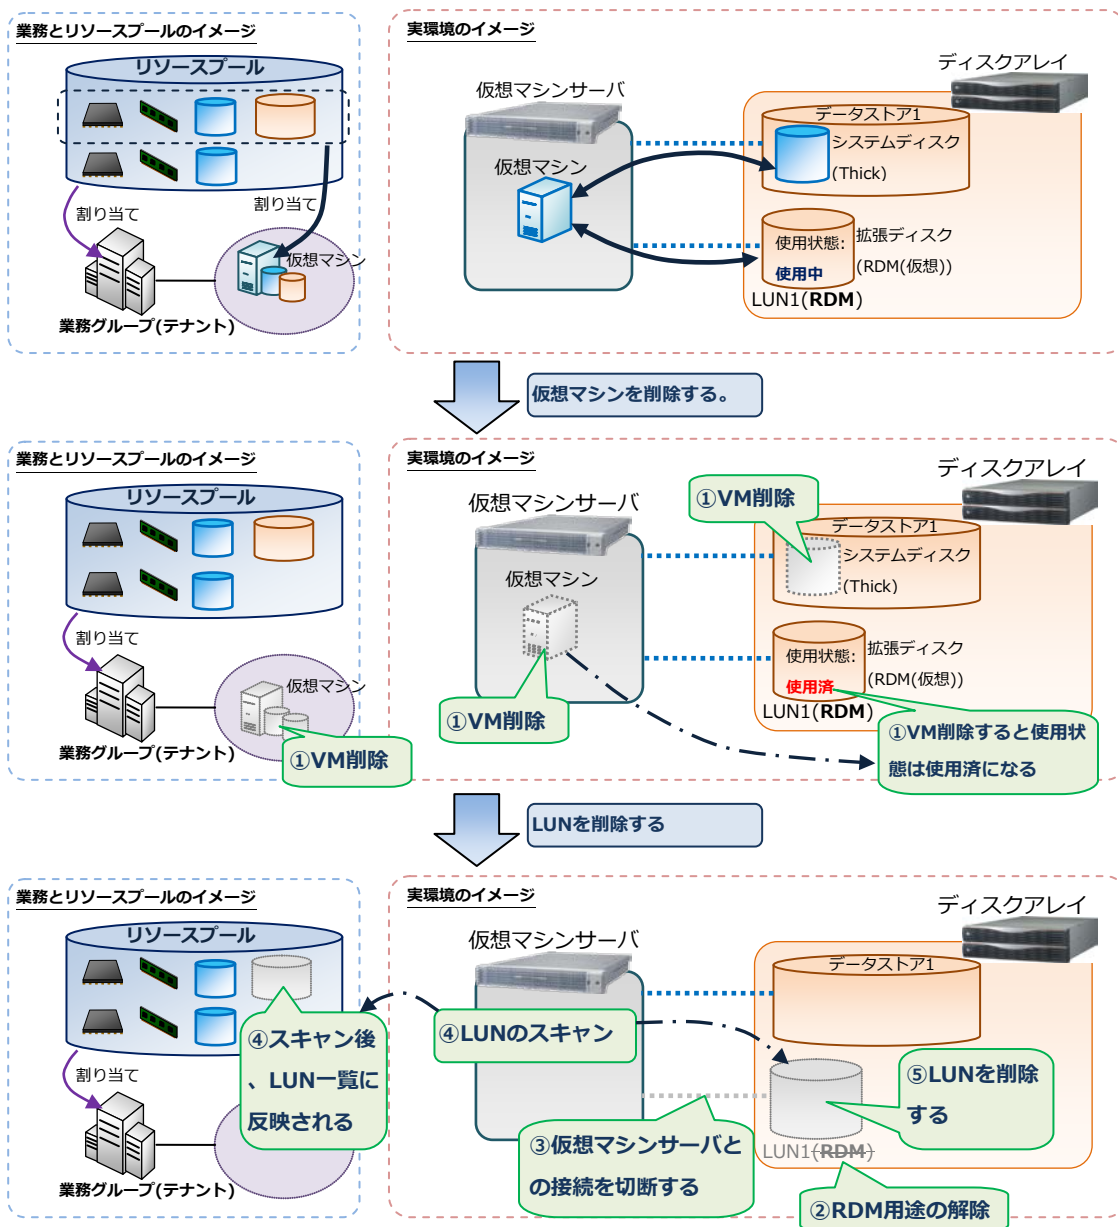 業務とリソースプールのイメージ
リソースプール
割り当て
割り当て
仮想マシン
業務グループ(テナント)
実環境のイメージ
ディスクアレイ
仮想マシンサーバ
仮想マシン
データストア1
システムディスク
(Thick)
使用状態:
使用中
拡張ディスク
(RDM(仮想))
LUN1(RDM)
仮想マシンを削除する。
業務とリソースプールのイメージ
リソースプール
割り当て
仮想マシン
業務グループ(テナント)
①VM削除
実環境のイメージ
ディスクアレイ
仮想マシンサーバ
①VM削除
データストア1
システムディスク
(Thick)
仮想マシン
使用状態:
使用済
拡張ディスク
(RDM(仮想))
LUN1(RDM)
①VM削除
①VM削除すると使用状
態は使用済になる
LUNを削除する
業務とリソースプールのイメージ
リソースプール
④スキャン後
、LUN一覧に
反映される
割り当て
業務グループ(テナント)
実環境のイメージ
ディスクアレイ
仮想マシンサーバ
データストア1
④LUNのスキャン
⑤LUNを削除
する
③仮想マシンサーバと
の接続を切断する
LUN1(RDM)
②RDM用途の解除